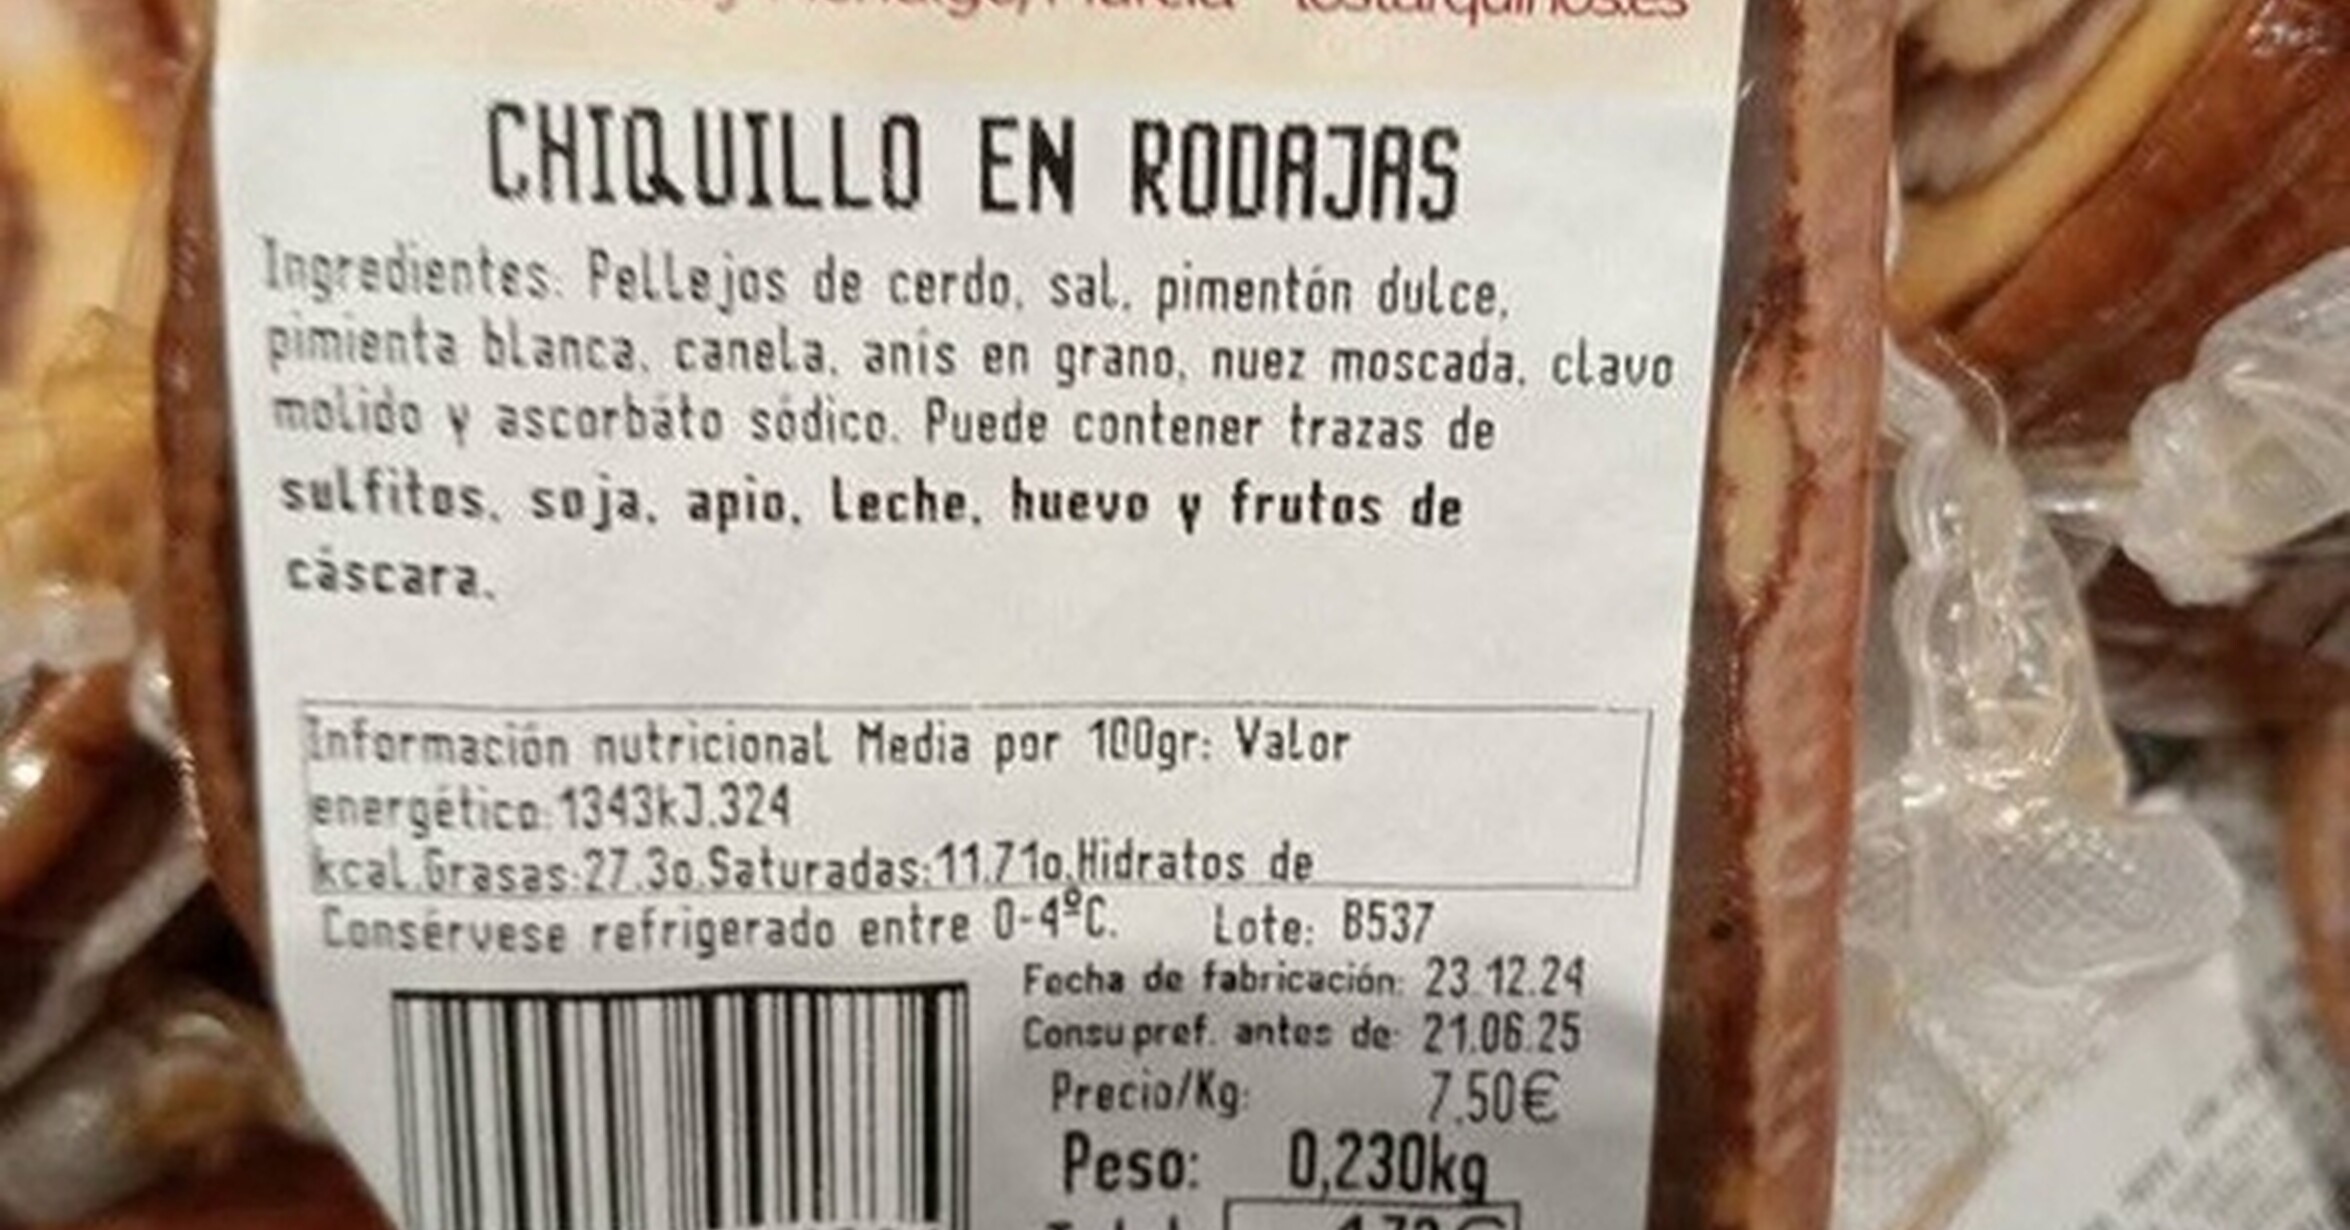 CHIQUILLO EN RODAJAS
Ingredientes: Pellejos de cerdo, sal, pimentón dulce,
pimienta blanca, canela, anís en grano, nuez moscada, clavo
molido y ascorbáto sódico. Puede contener trazas de
sulfitos, soja, apio, leche, huevo y frutos de
cáscara.
Información nutricional Media por 100gr: Valor
energético:1343kJ.324
kcal.Grasas:27.3g.Saturadas:11.71g.Hidratos de
Consérvese refrigerado entre 0-4ºC. Lote: B537
Fecha de fabricación: 23.12.24
Consu pref. antes de: 21.06.25
Precio/Kg: 7.50€
Peso: 0,230kg